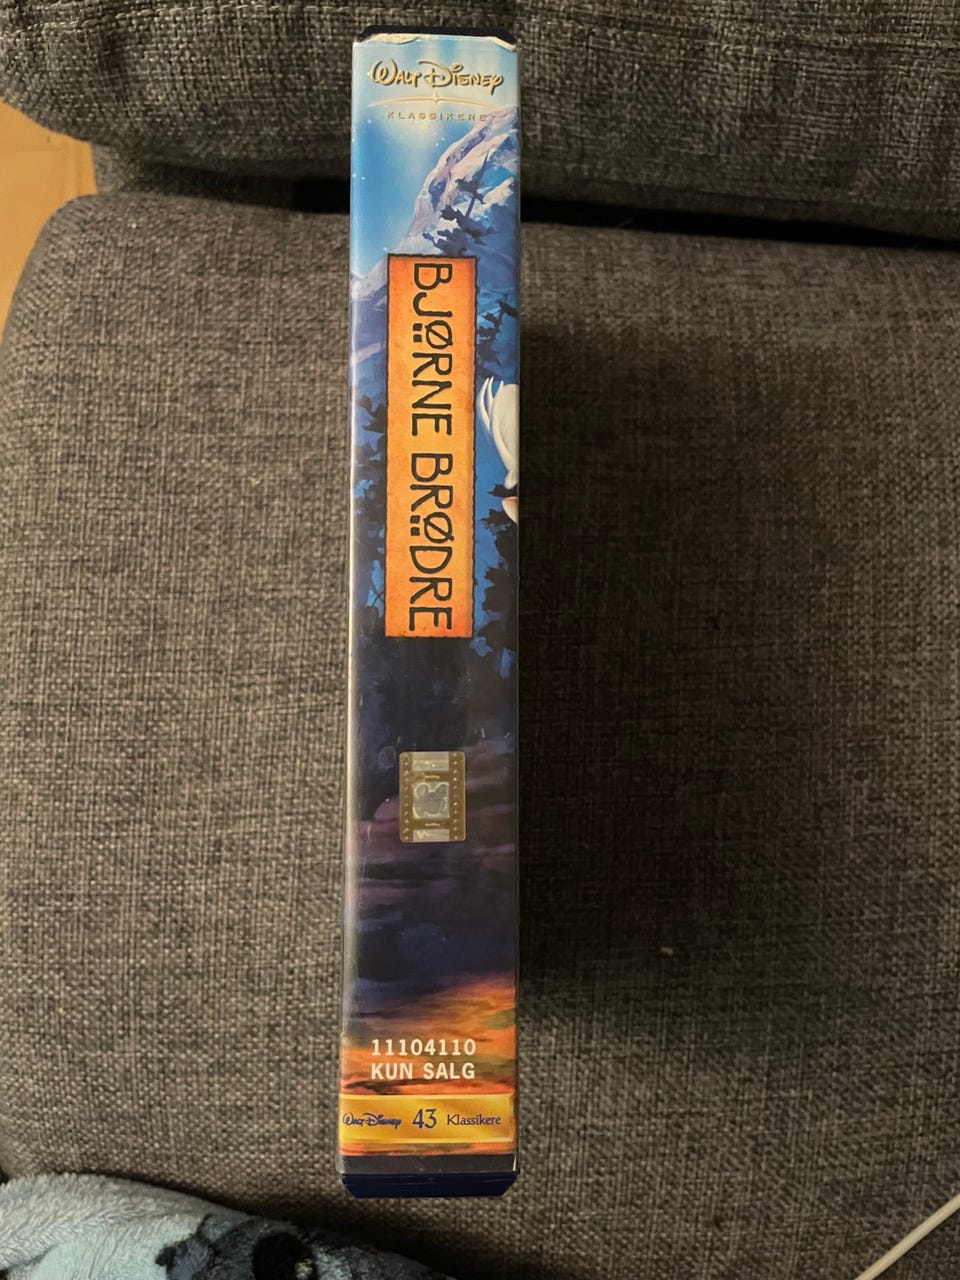 WALT DISNEY
KLASSIKERE
BJØRNE BRØDRE
11104110
KUN SALG
WALT DISNEY 43 Klassikere